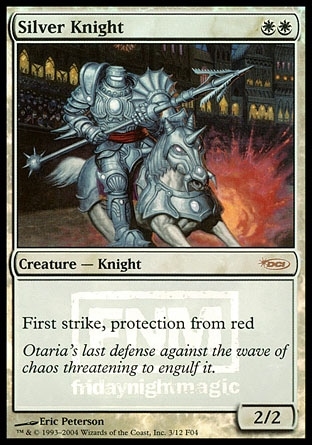 Silver Knight
Creature — Knight
DCI
FNM
First strike, protection from red
Otaria's last defense against the wave of
chaos threatening to engulf it.
fridaynightmagic
Eric Peterson
2/2
™ & © 1993–2004 Wizards of the Coast, Inc. 3/12 F04